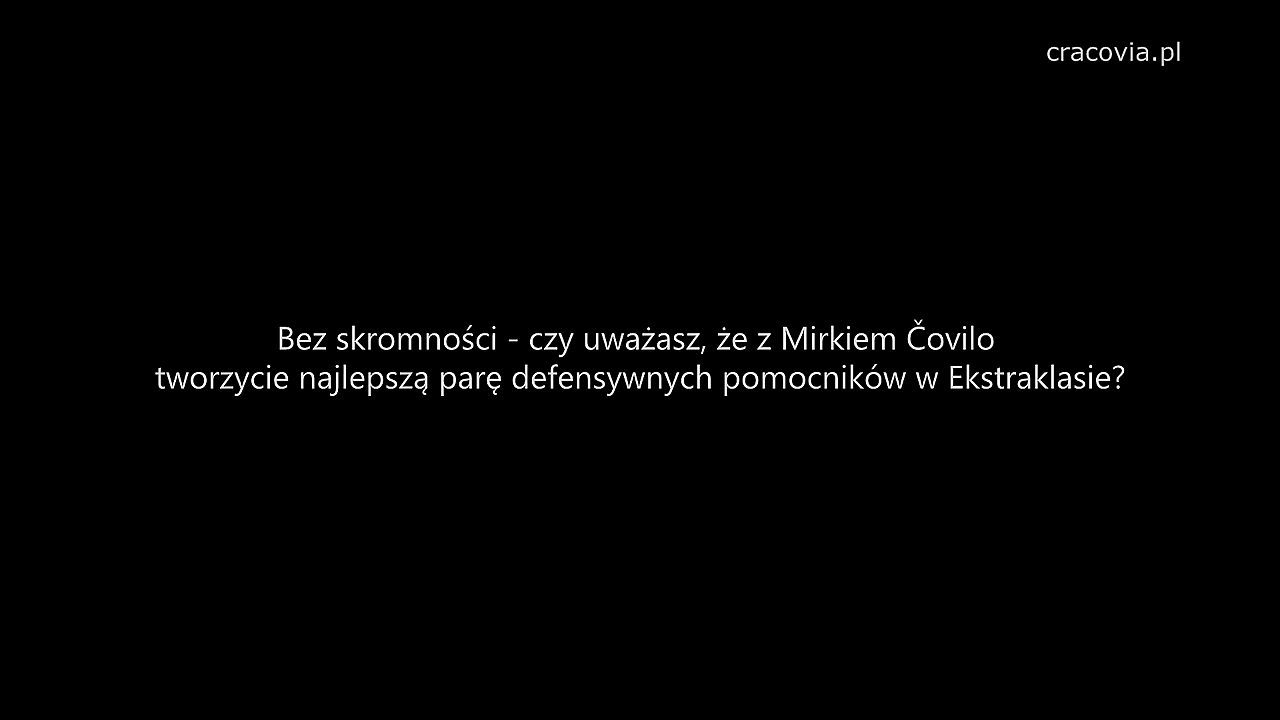 cracovia.pl
Bez skromności - czy uważasz, że z Mirkiem Čovilo
tworzycie najlepszą parę defensywnych pomocników w Ekstraklasie?